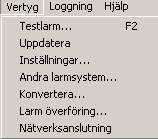 Vertyg Loggning Hjälp
Testlarm... F2
Uppdatera
Inställningar...
Andra larmsystem...
Konvertera...
Larm överföring...
Nätverksanslutning